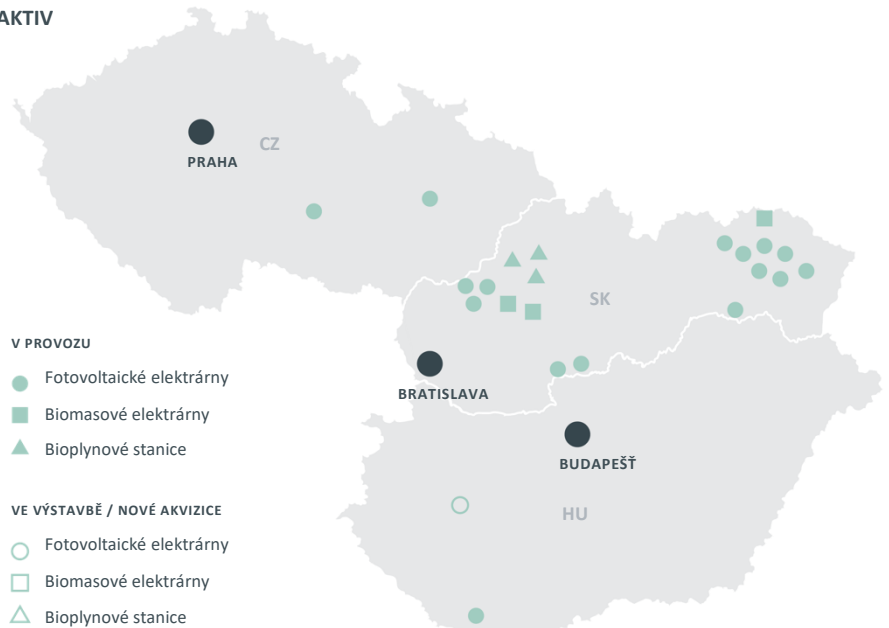 AKTIV
CZ
PRAHA
SK
V PROVOZU
Fotovoltaické elektrárny
BRATISLAVA
Biomasové elektrárny
Bioplynové stanice
BUDAPEŠŤ
VE VÝSTAVBĚ / NOVÉ AKVIZICE
HU
Fotovoltaické elektrárny
Biomasové elektrárny
Bioplynové stanice